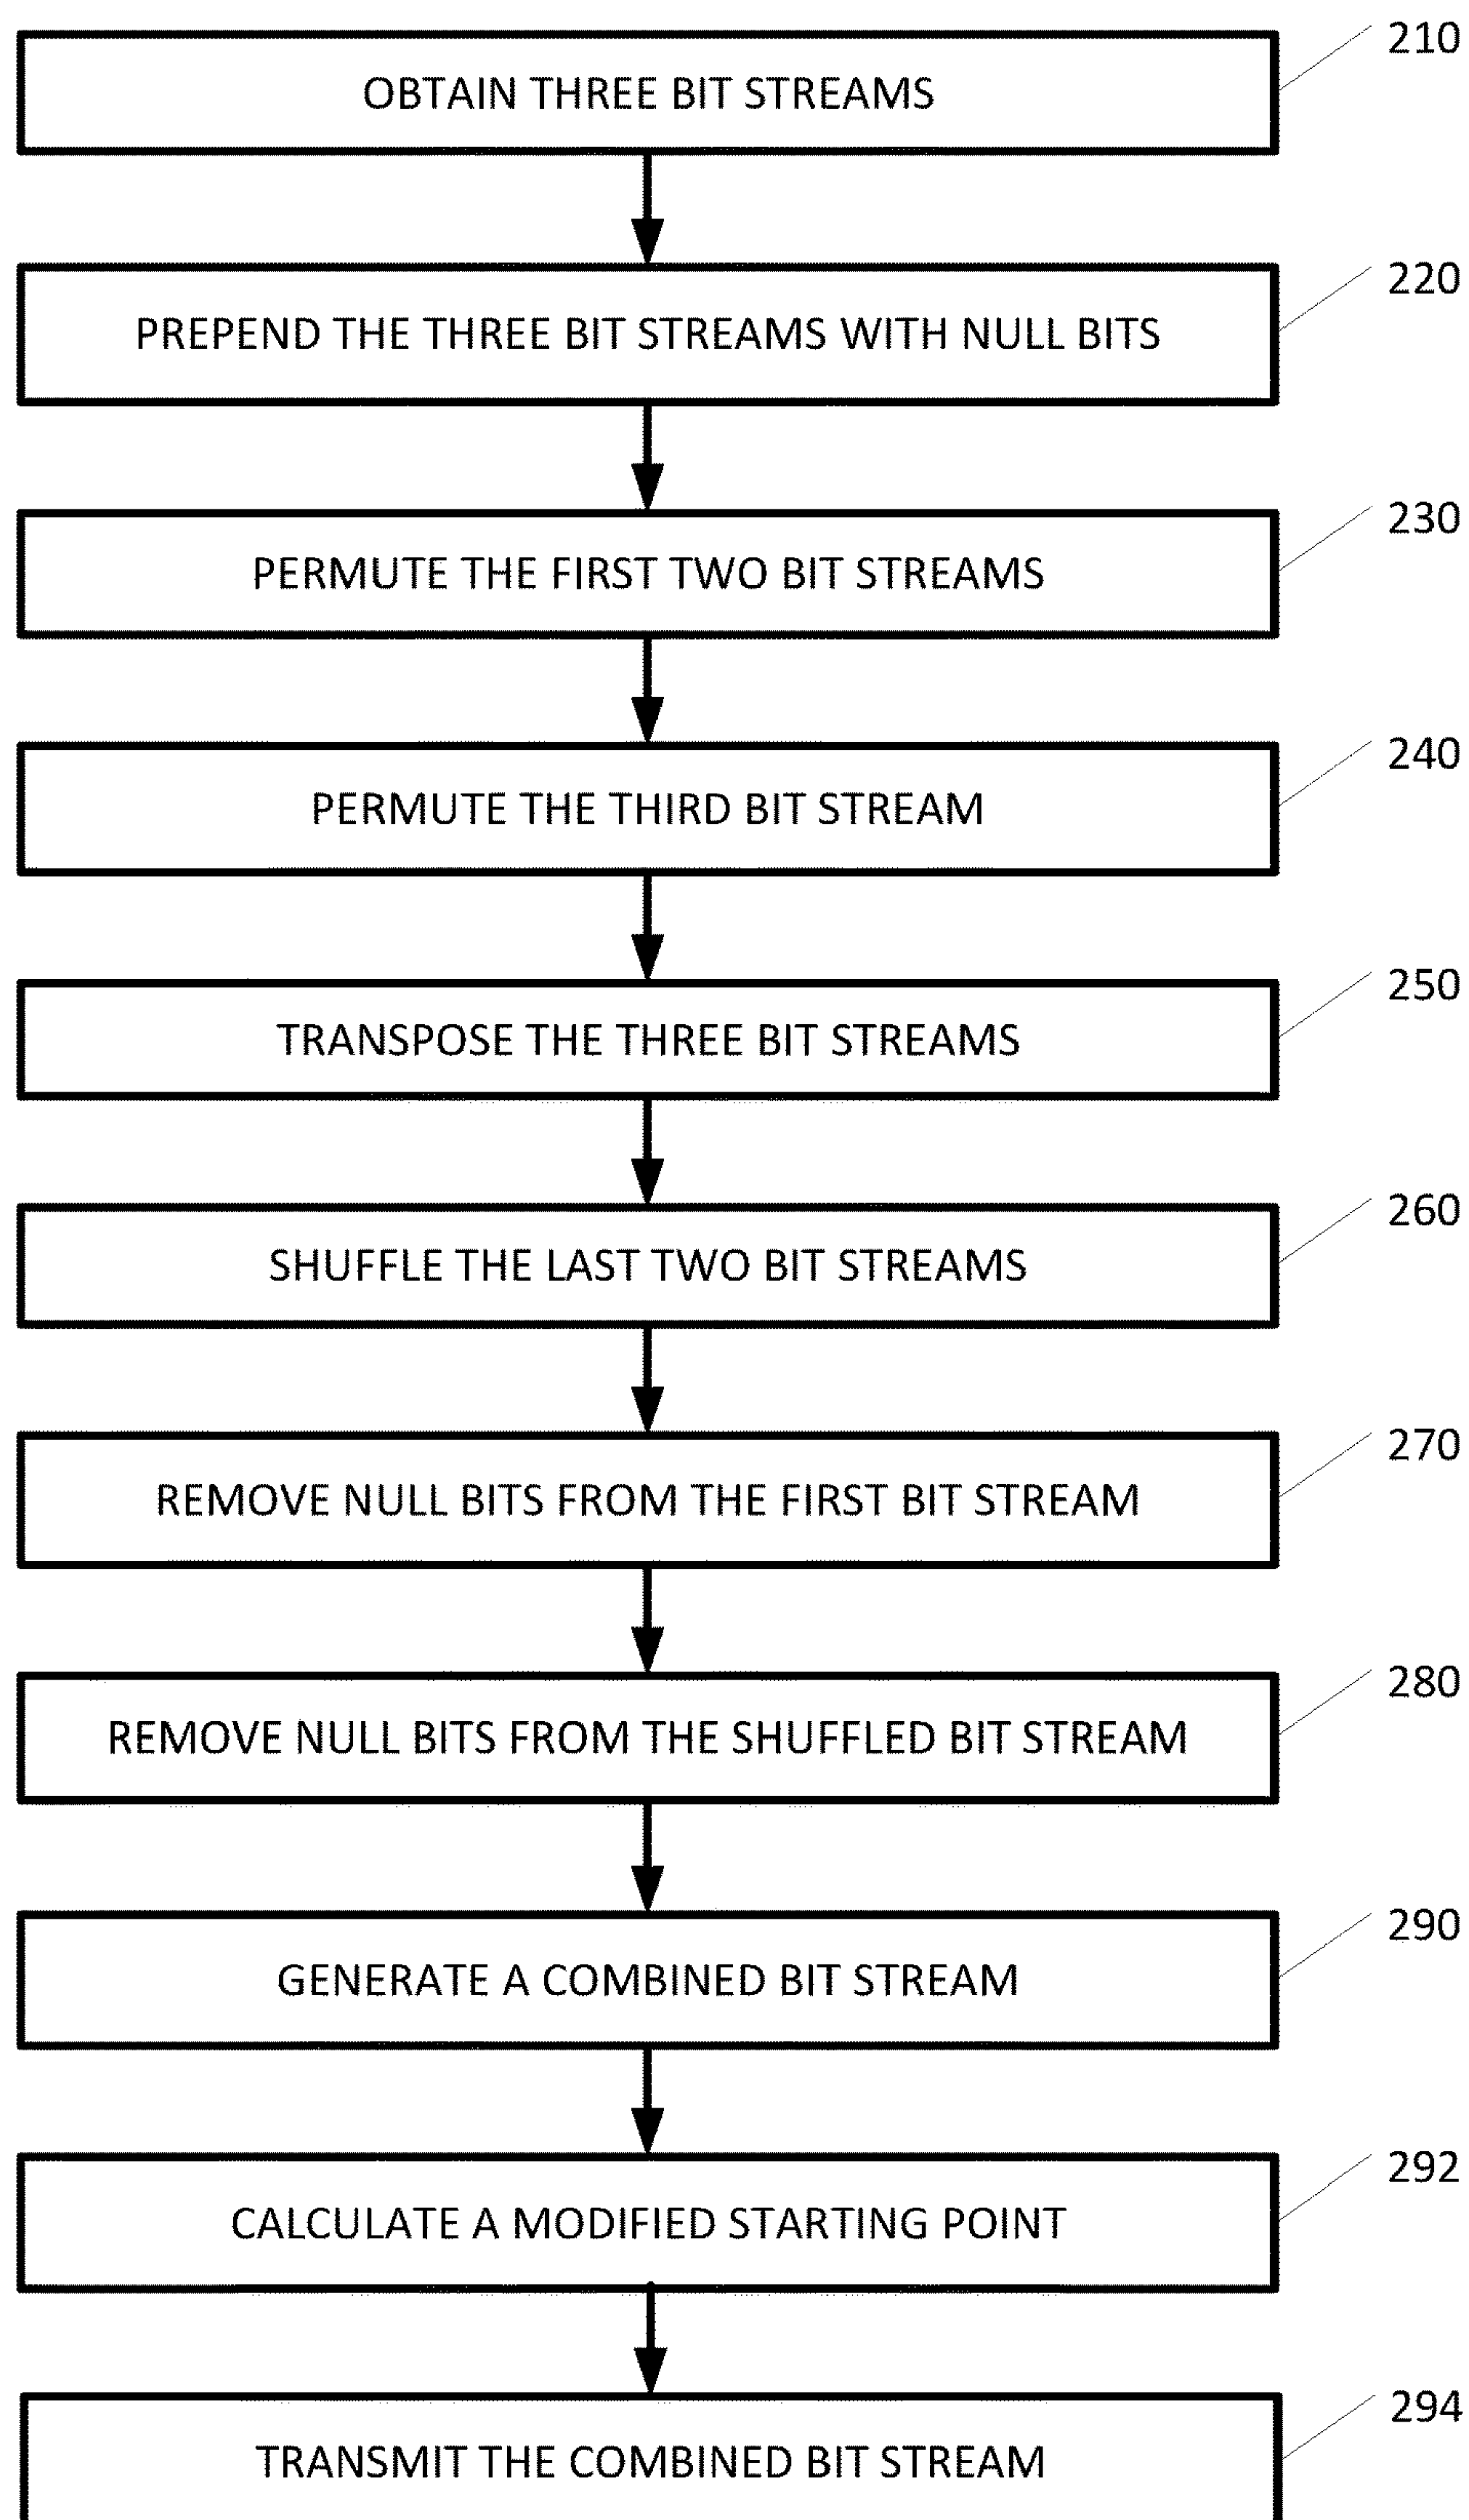 210
OBTAIN THREE BIT STREAMS
220
PREPEND THE THREE BIT STREAMS WITH NULL BITS
230
PERMUTE THE FIRST TWO BIT STREAMS
240
PERMUTE THE THIRD BIT STREAM
250
TRANSPOSE THE THREE BIT STREAMS
260
SHUFFLE THE LAST TWO BIT STREAMS
270
REMOVE NULL BITS FROM THE FIRST BIT STREAM
280
REMOVE NULL BITS FROM THE SHUFFLED BIT STREAM
290
GENERATE A COMBINED BIT STREAM
292
CALCULATE A MODIFIED STARTING POINT
294
TRANSMIT THE COMBINED BIT STREAM